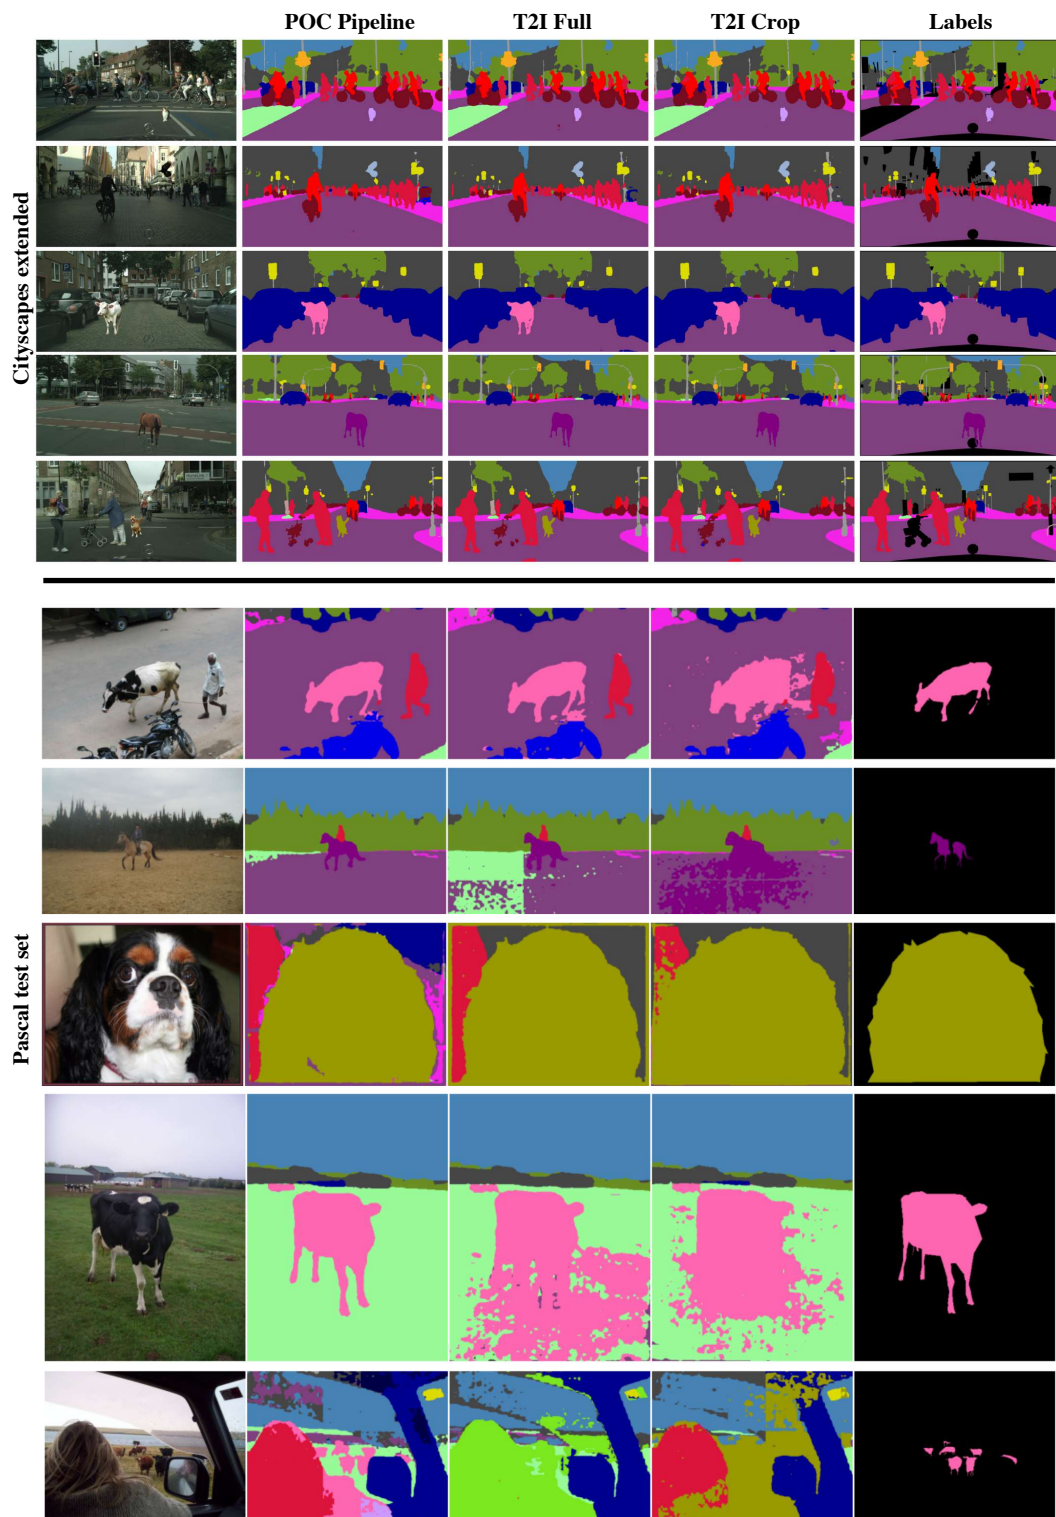 POC Pipeline T2I Full T2I Crop Labels
Cityscapes extended
Pascal test set